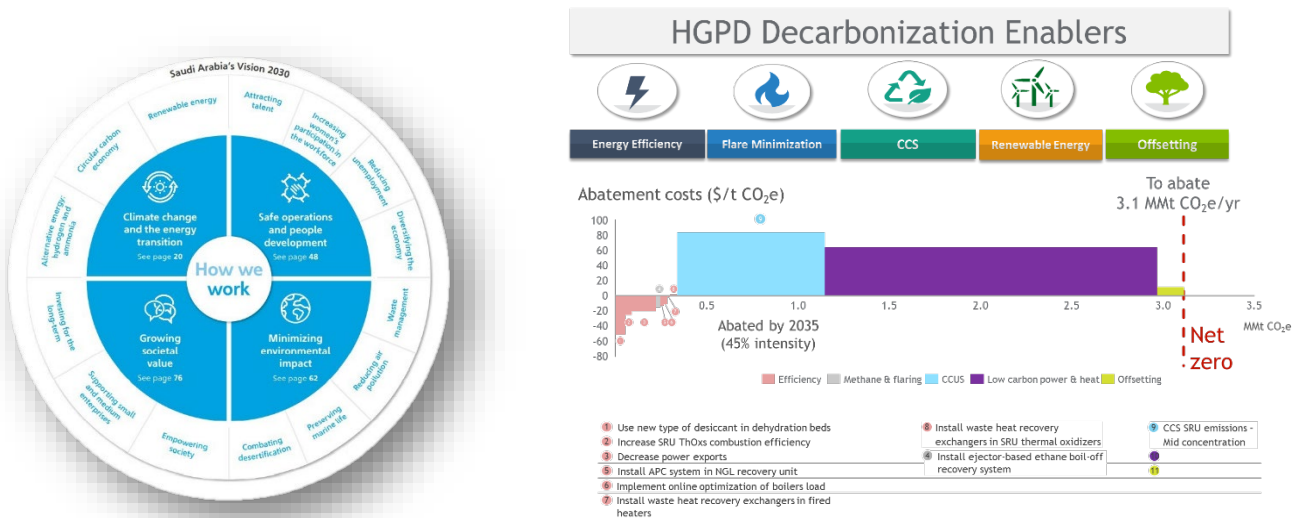 Saudi Arabia's Vision 2030
Renewable energy
Attracting
talent
Increasing
women's
participation in
the workforce
Reducing
unemployment
Diversifying the
economy
Waste
management
Reducing air
pollution
Preserving
marine life
Combating
desertification
Empowering
society
Supporting small
and medium
enterprises
Investing for the
long-term
Alternative energy:
hydrogen and
ammonia
Circular carbon
economy
Climate change
and the energy
transition
See page 20
Safe operations
and people
development
See page 48
How we
work
Growing
societal
value
See page 76
Minimizing
environmental
impact
See page 62
HGPD Decarbonization Enablers
Energy Efficiency
Flare Minimization
CCS
Renewable Energy
Offsetting
Abatement costs ($/t CO₂e)
To abate
3.1 MMt CO₂e/yr
100
80
60
40
20
0
-20
-40
-60
-80
0.5
1.0
1.5
2.0
2.5
3.0
3.5
MMt CO₂e
9
Abated by 2035
(45% intensity)
Net
zero
Efficiency
Methane & flaring
CCUS
Low carbon power & heat
Offsetting
1 Use new type of desiccant in dehydration beds
2 Increase SRU ThOxs combustion efficiency
3 Decrease power exports
5 Install APC system in NGL recovery unit
6 Implement online optimization of boilers load
7 Install waste heat recovery exchangers in fired
heaters
8 Install waste heat recovery
exchangers in SRU thermal oxidizers
4 Install ejector-based ethane boil-off
recovery system
9 CCS SRU emissions -
Mid concentration
11